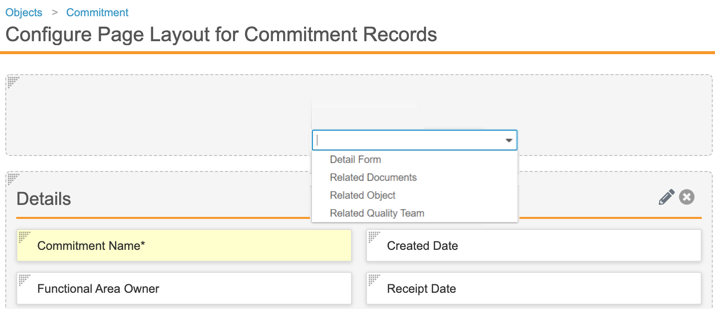 Objects > Commitment
Configure Page Layout for Commitment Records
Detail Form
Related Documents
Related Object
Related Quality Team
Details
Commitment Name*
Created Date
Functional Area Owner
Receipt Date